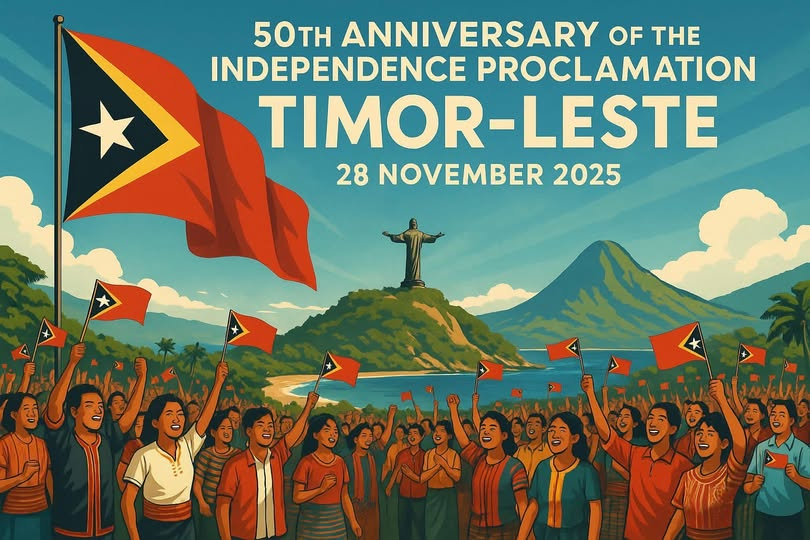 50TH ANNIVERSARY OF THE
INDEPENDENCE PROCLAMATION
TIMOR-LESTE
28 NOVEMBER 2025